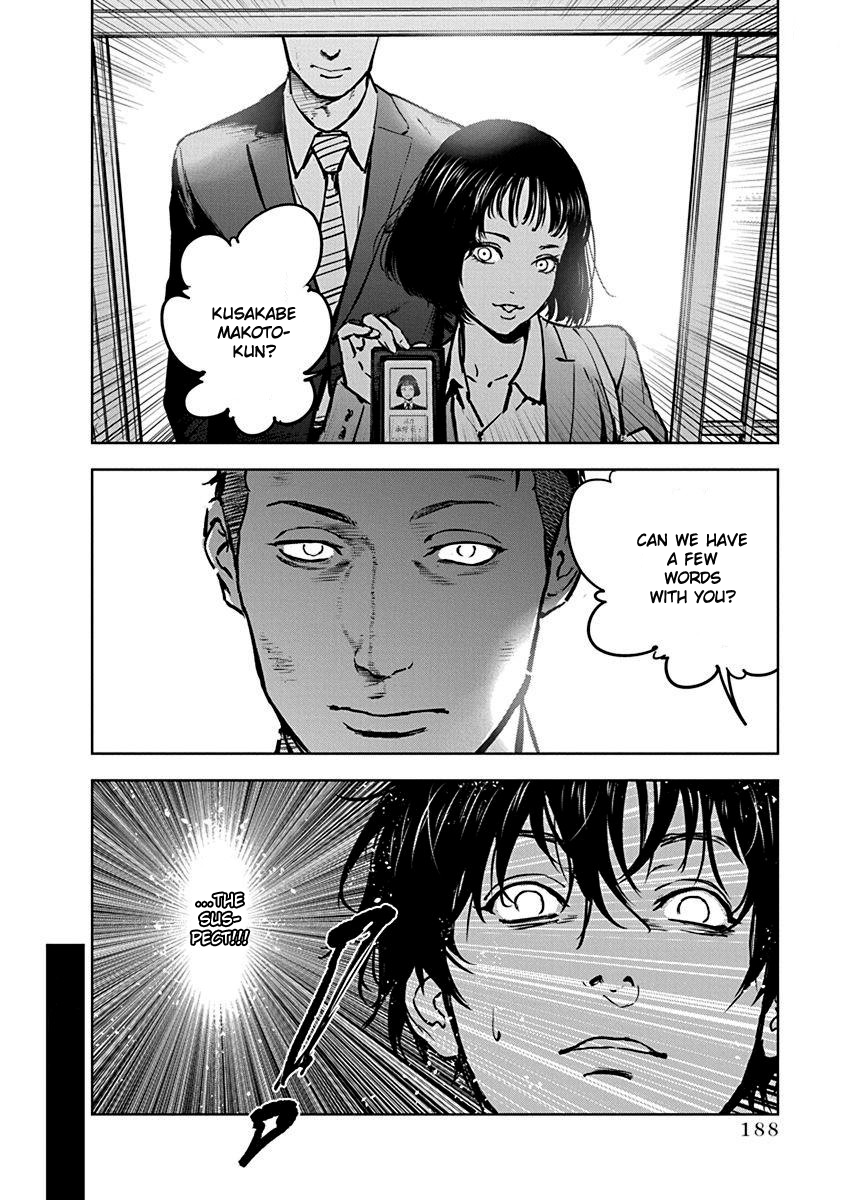 KUSAKABE
MAKOTO-
KUN?
CAN WE HAVE
A FEW
WORDS
WITH YOU?
...THE
SUS-
PECT!!!
188